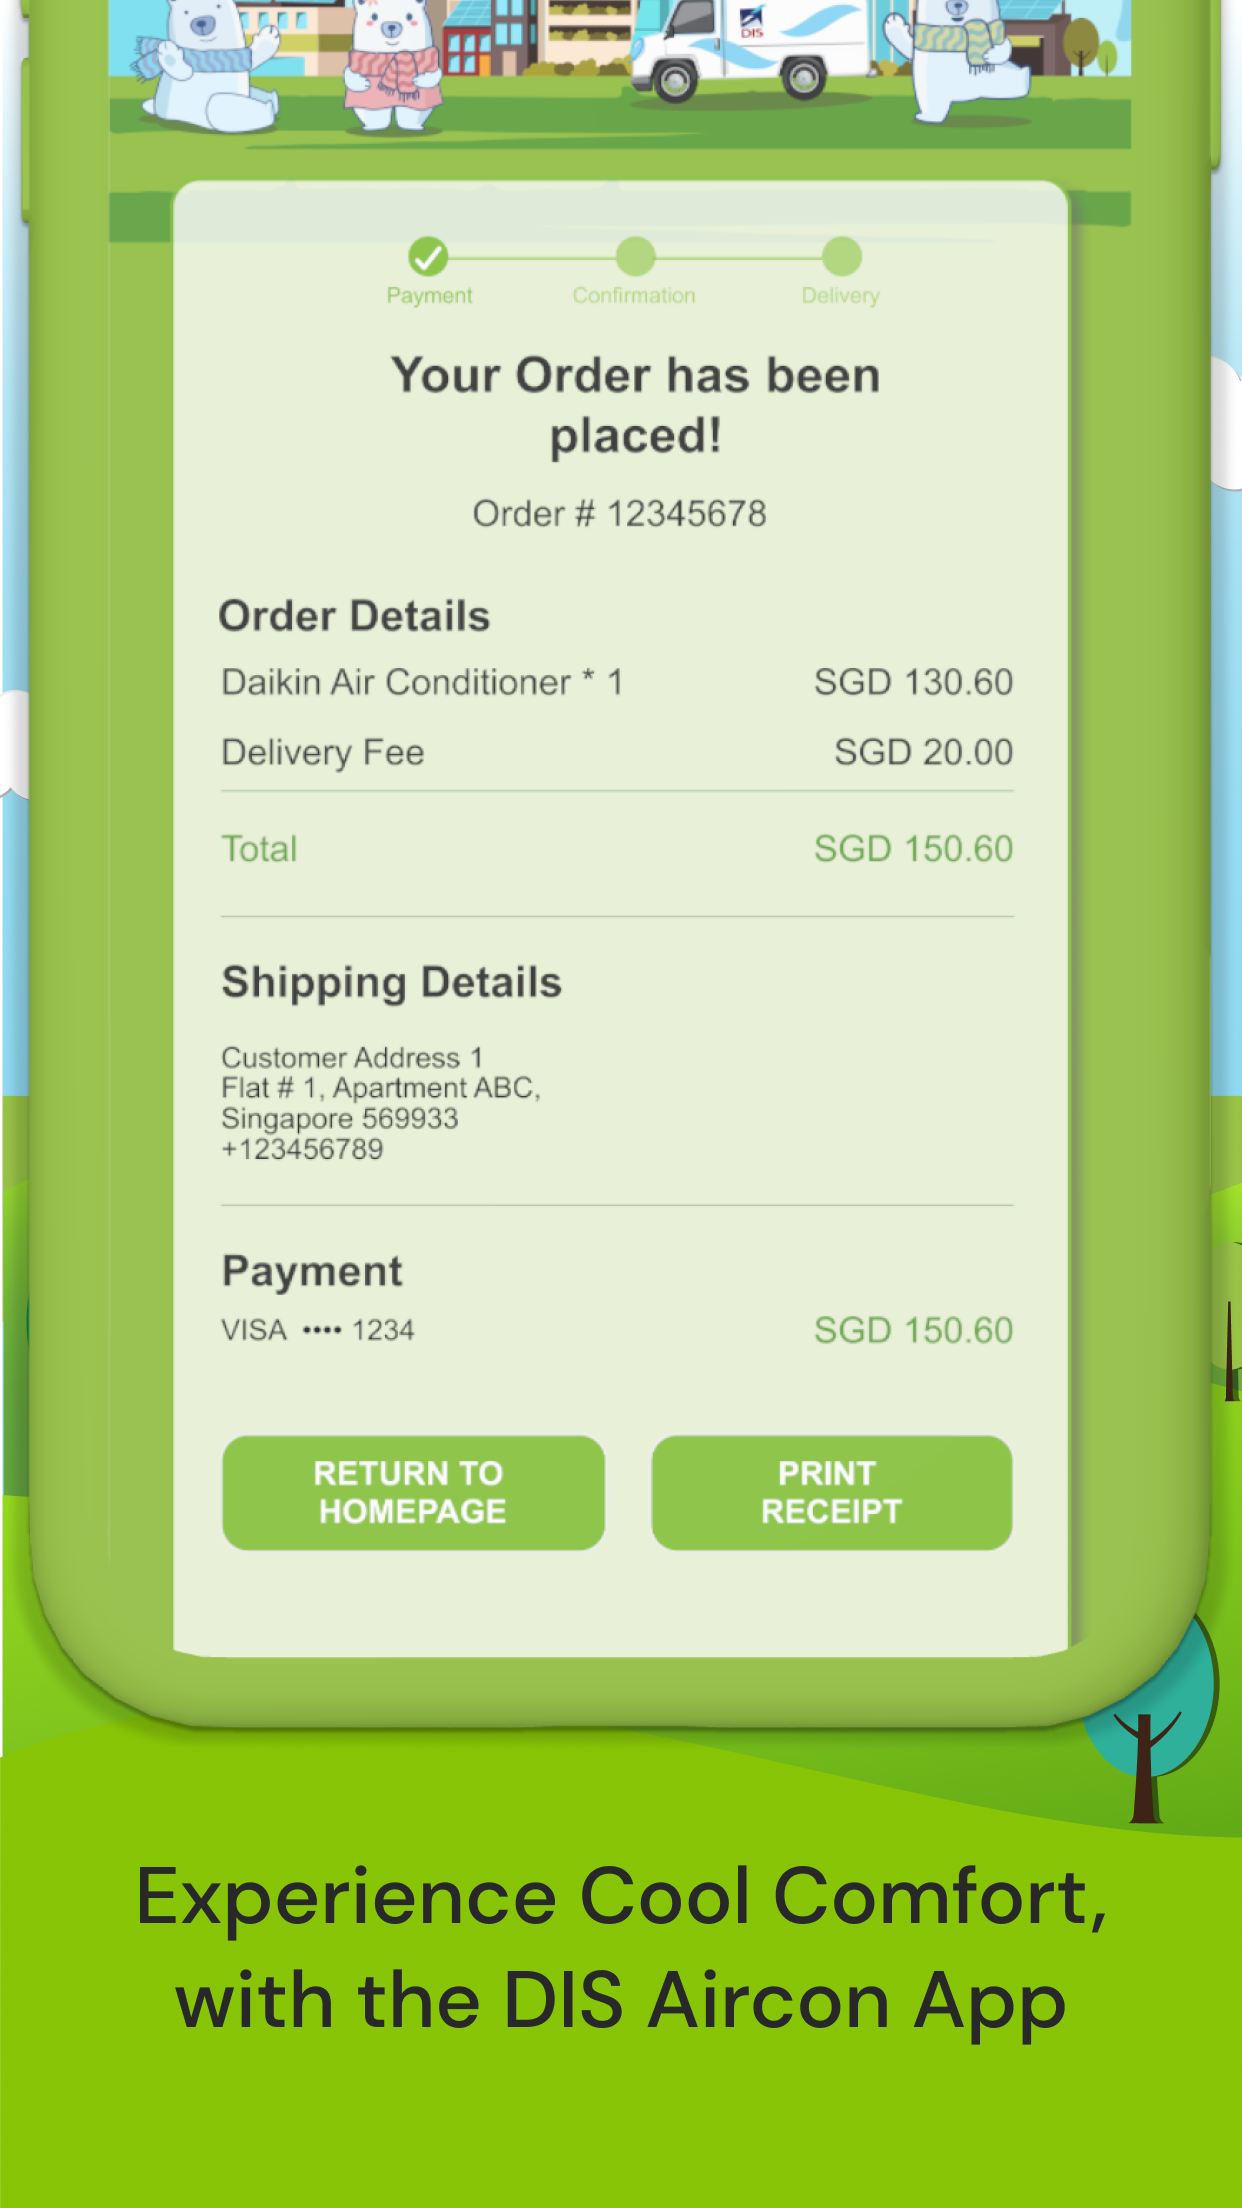 DIS
Payment
Confirmation
Delivery
Your Order has been
placed!
Order # 12345678
Order Details
Daikin Air Conditioner * 1
SGD 130.60
Delivery Fee
SGD 20.00
Total
SGD 150.60
Shipping Details
Customer Address 1
Flat # 1, Apartment ABC,
Singapore 569933
+123456789
Payment
VISA •••• 1234
SGD 150.60
RETURN TO
HOMEPAGE
PRINT
RECEIPT
Experience Cool Comfort,
with the DIS Aircon App